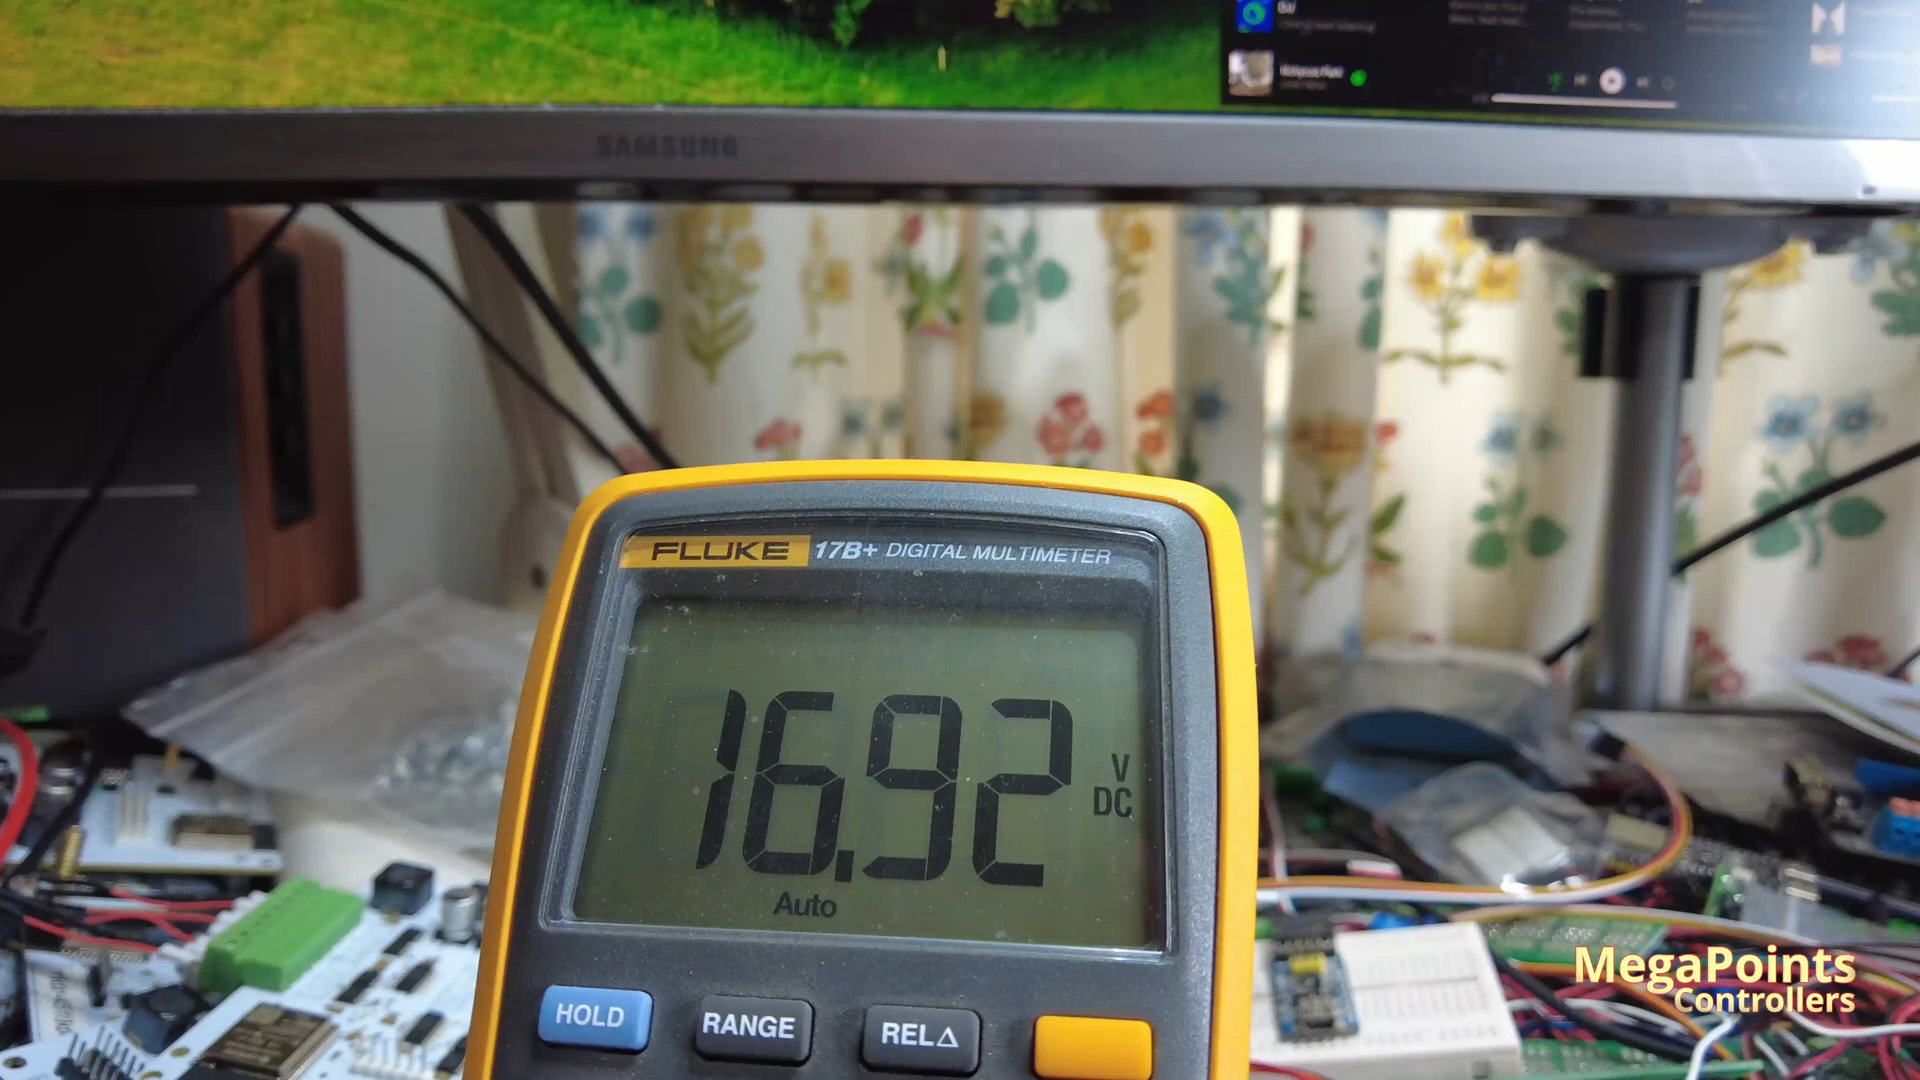 SAMSUNG
FLUKE 17B+ DIGITAL MULTIMETER
16.92 V DC
Auto
HOLD RANGE REL△
MegaPoints
Controllers